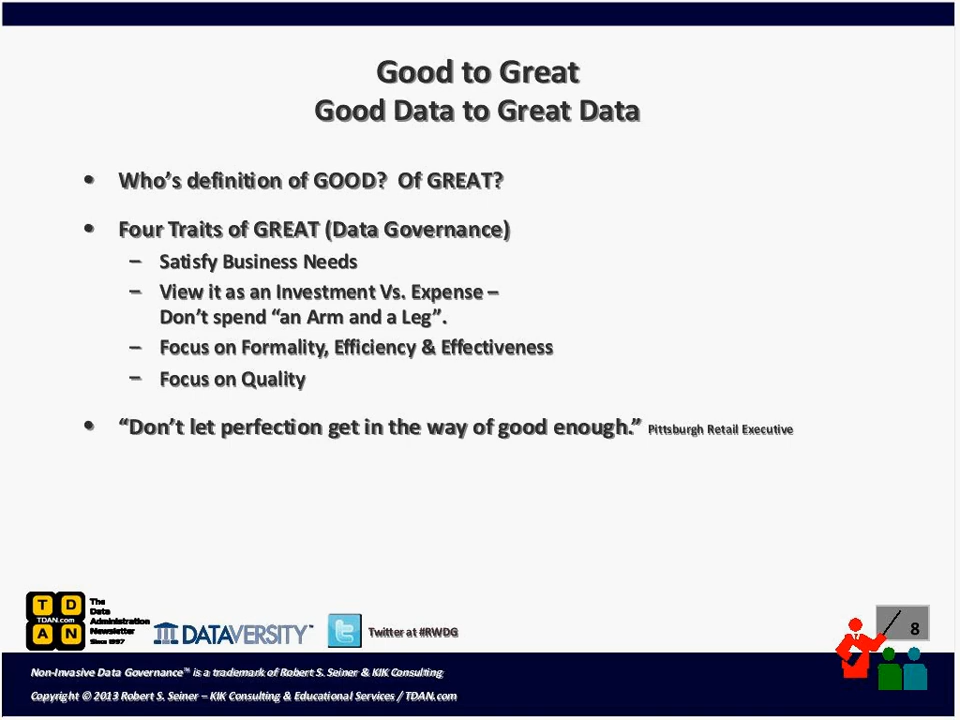 Good to Great
Good Data to Great Data
• Who’s definition of GOOD?  Of GREAT?
• Four Traits of GREAT (Data Governance)
– Satisfy Business Needs
– View it as an Investment Vs. Expense –
Don’t spend “an Arm and a Leg”.
– Focus on Formality, Efficiency & Effectiveness
– Focus on Quality
• “Don’t let perfection get in the way of good enough.” Pittsburgh Retail Executive
T D
TDAN.com
A N
The
Data
Administration
Newsletter
Since 1997
DATAVERSITY™
Twitter at #RWDG
8
Non-Invasive Data Governance™ is a trademark of Robert S. Seiner & KIK Consulting
Copyright © 2013 Robert S. Seiner – KIK Consulting & Educational Services / TDAN.com